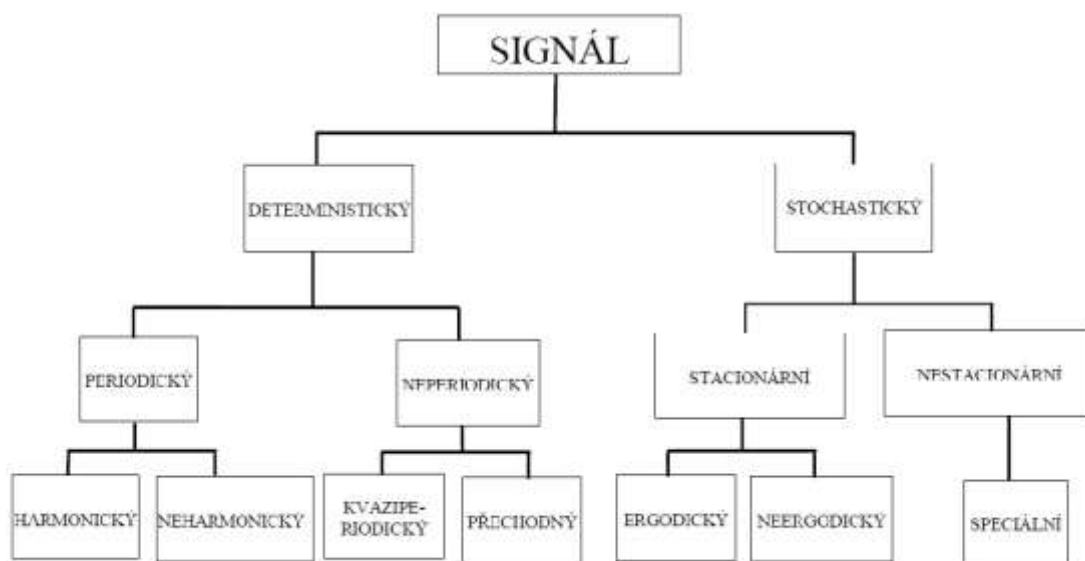 SIGNÁL
DETERMINISTICKÝ
STOCHASTICKÝ
PERIODICKÝ
NEPERIODICKÝ
STACIONÁRNÍ
NESTACIONÁRNÍ
HARMONICKÝ
NEHARMONICKÝ
KVAZIPE-
RIODICKÝ
PŘECHODNÝ
ERGODICKÝ
NEERGODICKÝ
SPECIÁLNÍ